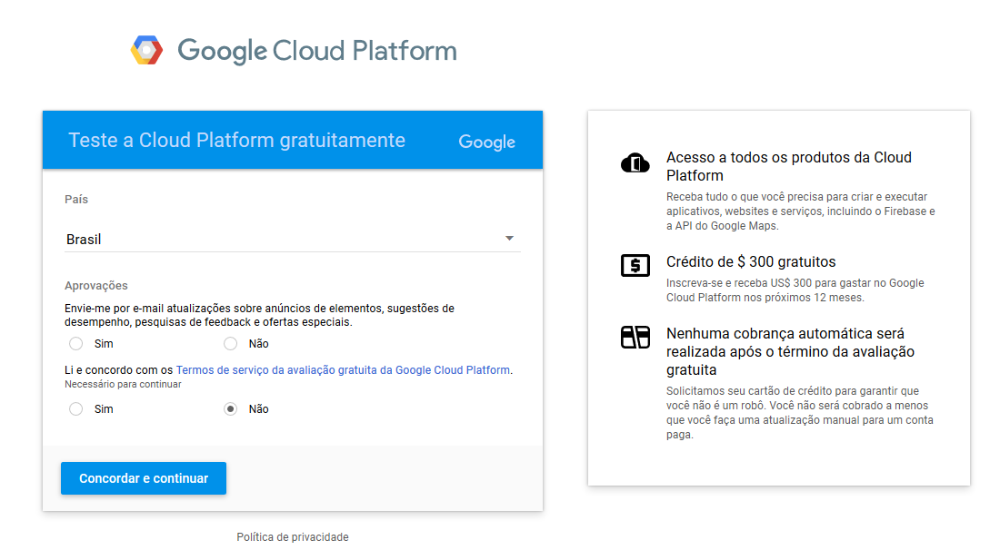 Google Cloud Platform
Teste a Cloud Platform gratuitamente
Google
País
Brasil
Aprovações
Envie-me por e-mail atualizações sobre anúncios de elementos, sugestões de
desempenho, pesquisas de feedback e ofertas especiais.
Sim
Não
Li e concordo com os Termos de serviço da avaliação gratuita da Google Cloud Platform.
Necessário para continuar
Sim
Não
Concordar e continuar
Política de privacidade
Acesso a todos os produtos da Cloud
Platform
Receba tudo o que você precisa para criar e executar
aplicativos, websites e serviços, incluindo o Firebase e
a API do Google Maps.
$
Crédito de $ 300 gratuitos
Inscreva-se e receba US$ 300 para gastar no Google
Cloud Platform nos próximos 12 meses.
Nenhuma cobrança automática será
realizada após o término da avaliação
gratuita
Solicitamos seu cartão de crédito para garantir que
você não é um robô. Você não será cobrado a menos
que você faça uma atualização manual para um conta
paga.